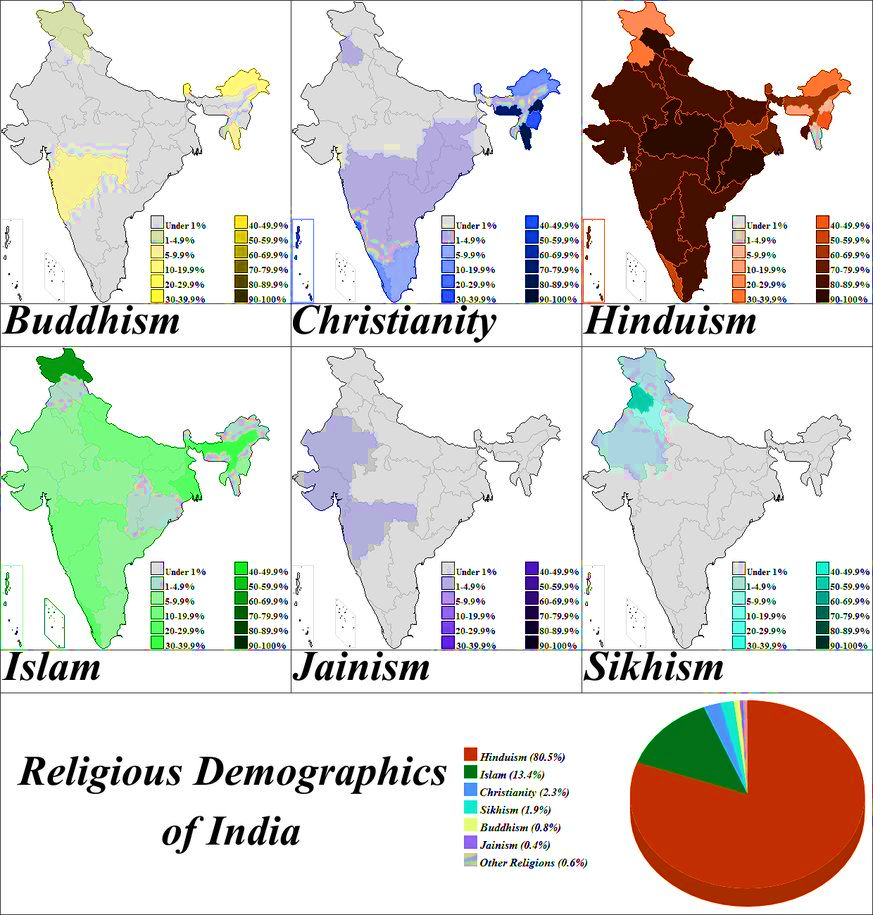 Under 1% 40-49.9%
1-4.9% 50-59.9%
5-9.9% 60-69.9%
10-19.9% 70-79.9%
20-29.9% 80-89.9%
30-39.9% 90-100%
Buddhism
Under 1% 40-49.9%
1-4.9% 50-59.9%
5-9.9% 60-69.9%
10-19.9% 70-79.9%
20-29.9% 80-89.9%
30-39.9% 90-100%
Christianity
Under 1% 40-49.9%
1-4.9% 50-59.9%
5-9.9% 60-69.9%
10-19.9% 70-79.9%
20-29.9% 80-89.9%
30-39.9% 90-100%
Hinduism
Under 1% 40-49.9%
1-4.9% 50-59.9%
5-9.9% 60-69.9%
10-19.9% 70-79.9%
20-29.9% 80-89.9%
30-39.9% 90-100%
Islam
Under 1% 40-49.9%
1-4.9% 50-59.9%
5-9.9% 60-69.9%
10-19.9% 70-79.9%
20-29.9% 80-89.9%
30-39.9% 90-100%
Jainism
Under 1% 40-49.9%
1-4.9% 50-59.9%
5-9.9% 60-69.9%
10-19.9% 70-79.9%
20-29.9% 80-89.9%
30-39.9% 90-100%
Sikhism
Religious Demographics
of India
Hinduism (80.5%)
Islam (13.4%)
Christianity (2.3%)
Sikhism (1.9%)
Buddhism (0.8%)
Jainism (0.4%)
Other Religions (0.6%)